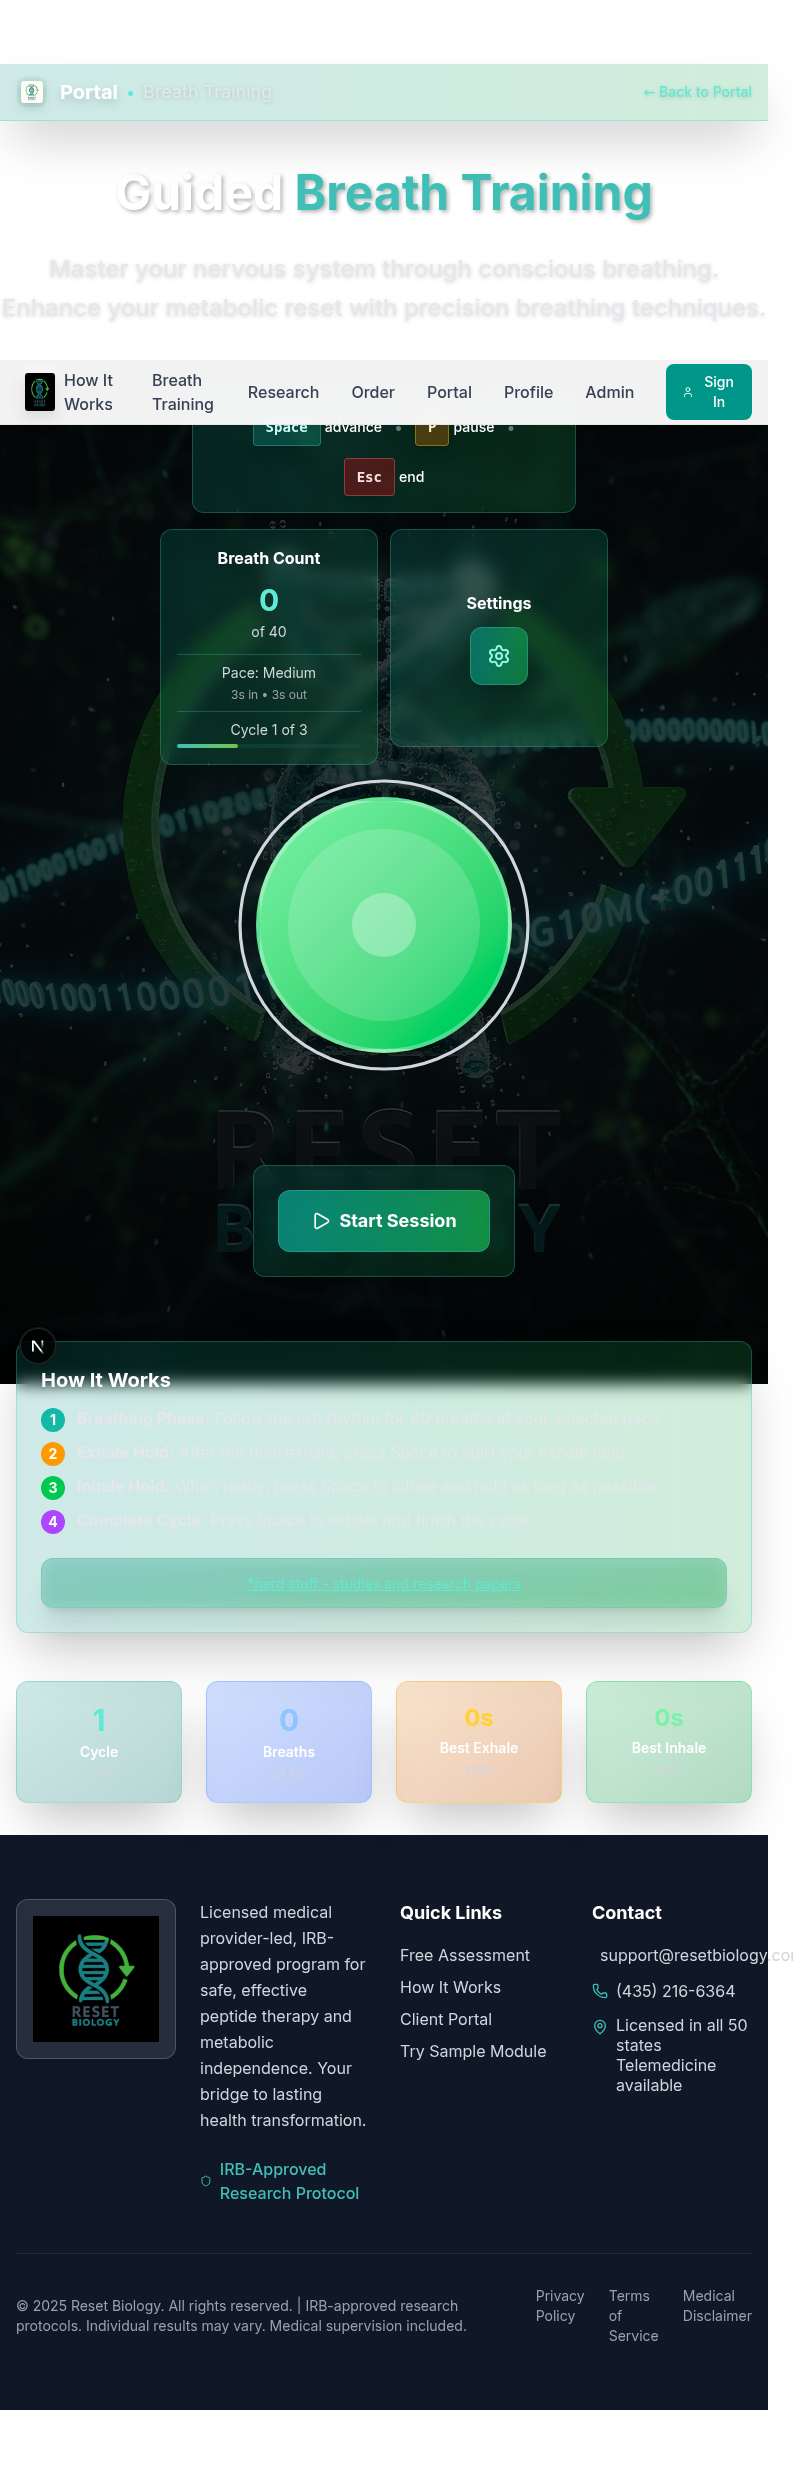 Portal • Breath Training
← Back to Portal
Guided Breath Training
Master your nervous system through conscious breathing.
Enhance your metabolic reset with precision breathing techniques.
How It Works
Breath Training
Research
Order
Portal
Profile
Admin
Sign In
Space advance • P pause •
Esc end
Breath Count
0
of 40
Pace: Medium
3s in • 3s out
Cycle 1 of 3
Settings
RESET
Start Session
How It Works
1 Breathing Phase: Follow the orb rhythm for 40 breaths at your selected pace
2 Exhale Hold: After the final exhale, press Space to start your exhale hold
3 Inhale Hold: When ready, press Space to inhale and hold as long as possible
4 Complete Cycle: Press Space to exhale and finish the cycle
*nerd stuff - studies and research papers
1
Cycle
0
Breaths
0s
Best Exhale
0s
Best Inhale
RESET
BIOLOGY
Licensed medical
provider-led, IRB-
approved program for
safe, effective
peptide therapy and
metabolic
independence. Your
bridge to lasting
health transformation.
IRB-Approved
Research Protocol
Quick Links
Free Assessment
How It Works
Client Portal
Try Sample Module
Contact
support@resetbiology.com
(435) 216-6364
Licensed in all 50
states
Telemedicine
available
© 2025 Reset Biology. All rights reserved. | IRB-approved research
protocols. Individual results may vary. Medical supervision included.
Privacy
Policy
Terms
of
Service
Medical
Disclaimer